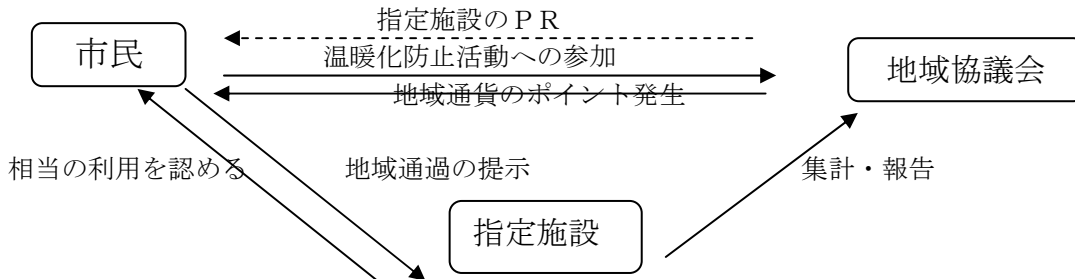 指定施設のPR
市民
温暖化防止活動への参加
地域協議会
地域通貨のポイント発生
相当の利用を認める
地域通過の提示
集計・報告
指定施設